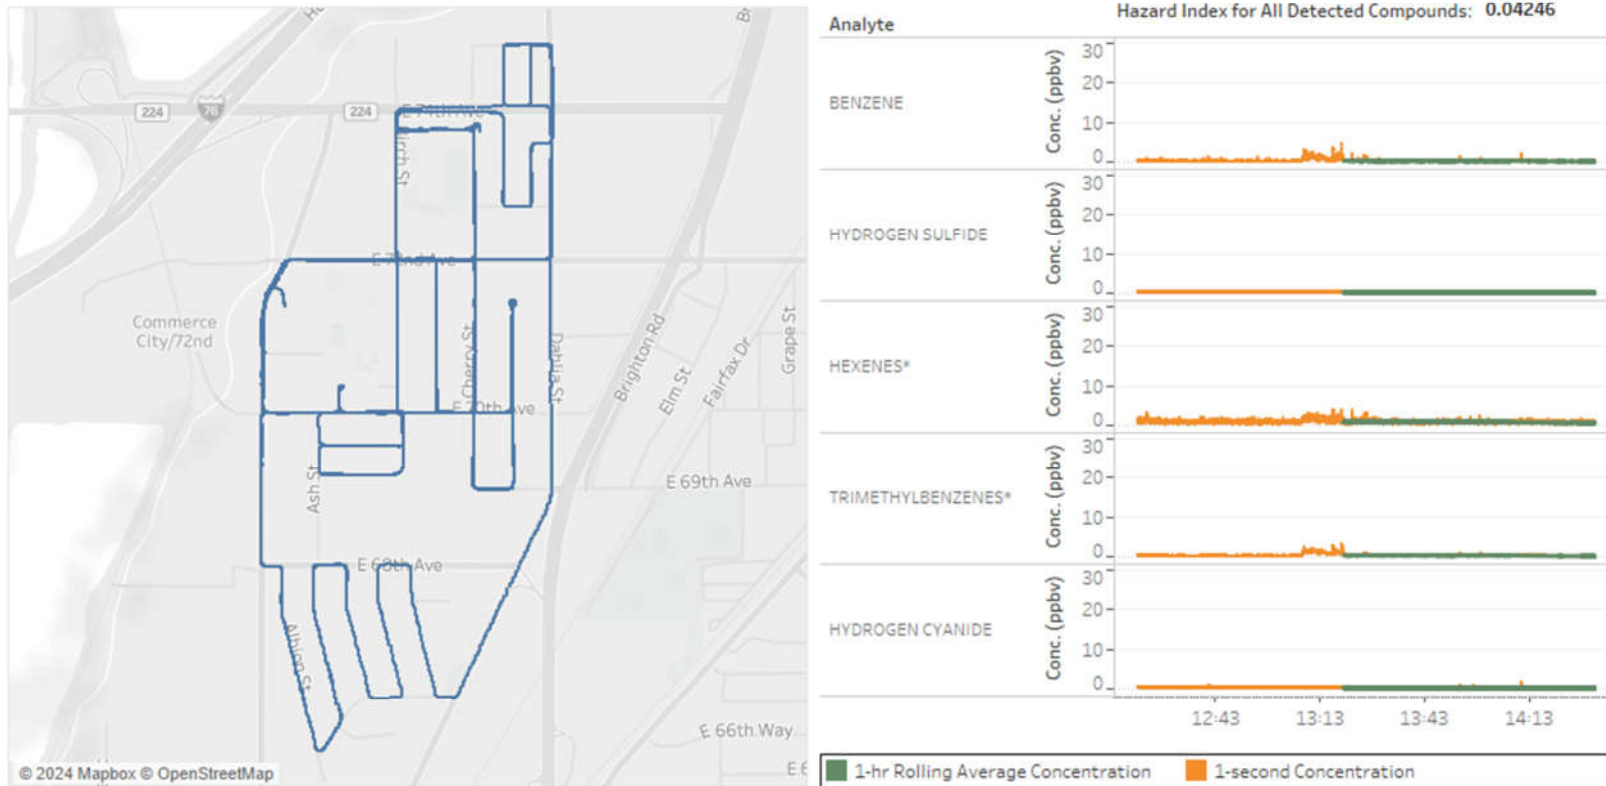 Hazard Index for All Detected Compounds: 0.04246
Analyte
BENZENE
Conc. (ppbv)
30
20
10
0
HYDROGEN SULFIDE
Conc. (ppbv)
30
20
10
0
HEXENES*
Conc. (ppbv)
30
20
10
0
TRIMETHYLBENZENES*
Conc. (ppbv)
30
20
10
0
HYDROGEN CYANIDE
Conc. (ppbv)
30
20
10
0
12:43 13:13 13:43 14:13
1-hr Rolling Average Concentration 1-second Concentration
224
76
224
E 74th Ave
Birch St
E 72nd Ave
Commerce
City/72nd
Cherry St
Dahlia St
Brighton Rd
Elm St
Fairfax Dr
Grape St
E 70th Ave
E 69th Ave
Ash St
E 68th Ave
Albion St
E 66th Way
© 2024 Mapbox © OpenStreetMap